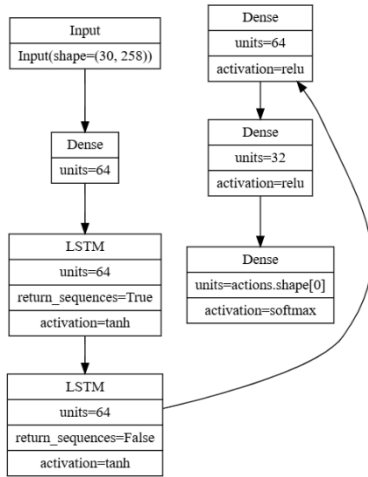 Input
Input(shape=(30, 258))
Dense
units=64
LSTM
units=64
return_sequences=True
activation=tanh
LSTM
units=64
return_sequences=False
activation=tanh
Dense
units=64
activation=relu
Dense
units=32
activation=relu
Dense
units=actions.shape[0]
activation=softmax